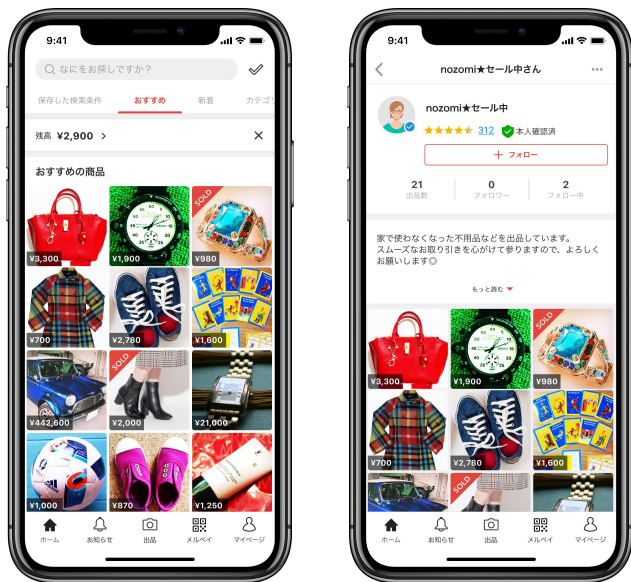 9:41
なにをお探しですか？
保存した検索条件
おすすめ
新着
カテゴリ
残高 ¥2,900
おすすめの商品
¥3,300
¥1,900
SOLD
¥980
¥700
¥2,780
¥1,600
¥442,600
SOLD
¥2,000
¥21,000
¥1,000
¥870
¥1,250
ホーム
お知らせ
出品
メルペイ
マイページ
9:41
nozomi★セール中さん
nozomi★セール中
312
本人確認済
フォロー
21
出品数
0
フォロワー
2
フォロー中
家で使わなくなった不用品などを出品しています。
スムーズなお取り引きを心がけて参りますので、よろしく
お願いします◎
もっと読む
¥3,300
¥1,900
SOLD
¥980
¥700
¥2,780
¥1,600
SOLD
ホーム
お知らせ
出品
メルペイ
マイページ